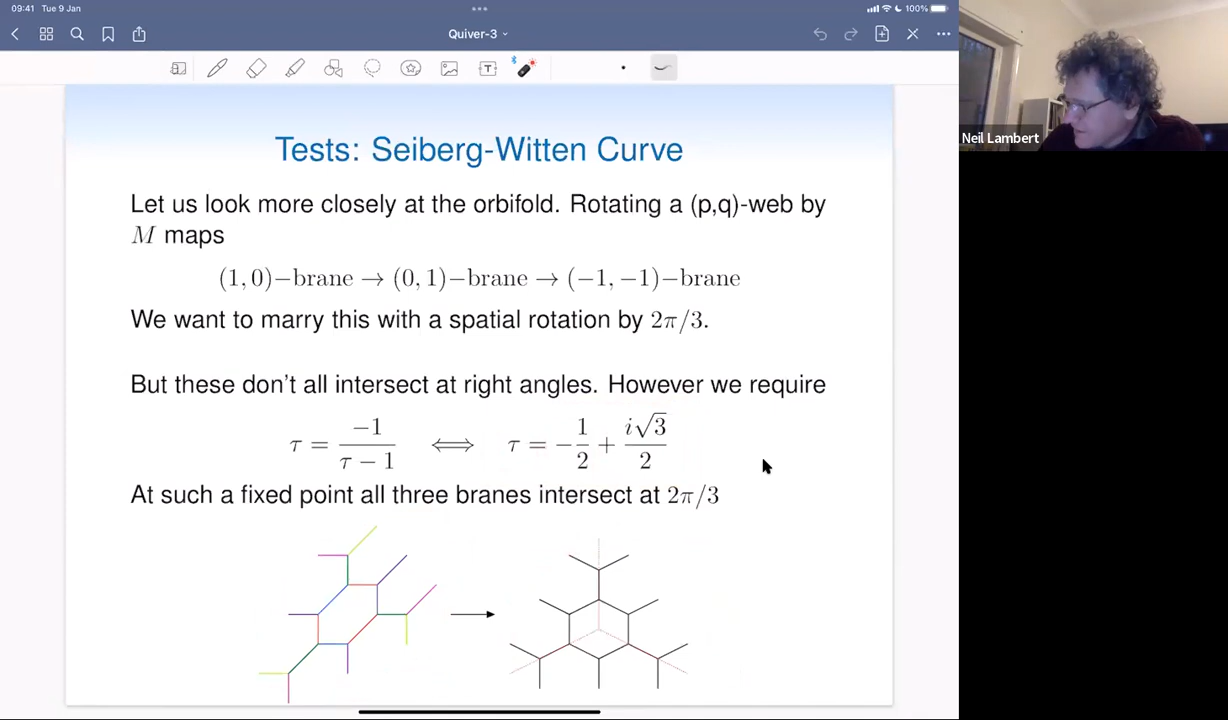 09:41 Tue 9 Jan
100%
Quiver-3
Neil Lambert
Tests: Seiberg-Witten Curve
Let us look more closely at the orbifold. Rotating a (p,q)-web by
M maps
(1, 0)−brane → (0, 1)−brane → (−1, −1)−brane
We want to marry this with a spatial rotation by 2π/3.
But these don't all intersect at right angles. However we require
τ = −1/(τ − 1) ⟺ τ = −1/2 + i√3/2
At such a fixed point all three branes intersect at 2π/3